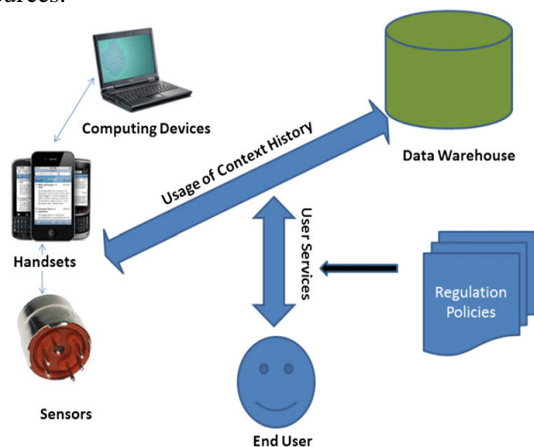 Computing Devices
Usage of Context History
Data Warehouse
Handsets
User Services
Regulation
Policies
Sensors
End User